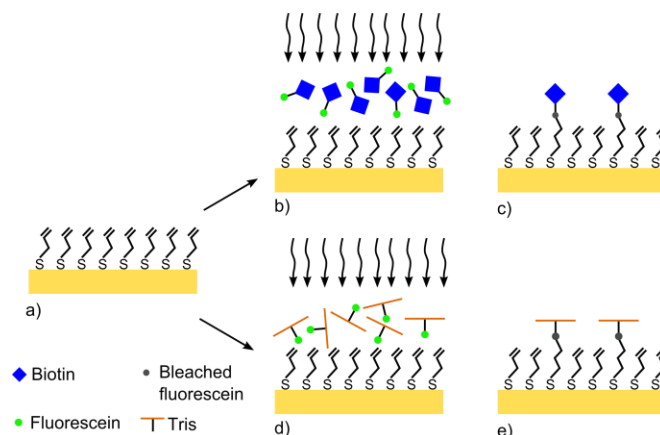 S S S S S S S S
b)
S S S S S S S S
c)
S S S S S S S S
a)
Biotin
Bleached
fluorescein
Fluorescein
Tris
S S S S S S S S
d)
S S S S S S S S
e)